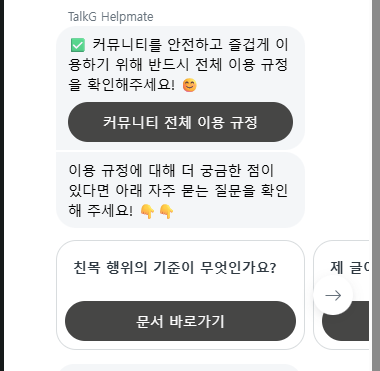 TalkG Helpmate
✅ 커뮤니티를 안전하고 즐겁게 이
용하기 위해 반드시 전체 이용 규정
을 확인해주세요! 😊
커뮤니티 전체 이용 규정
이용 규정에 대해 더 궁금한 점이
있다면 아래 자주 묻는 질문을 확인
해 주세요! 👇👇
친목 행위의 기준이 무엇인가요?
제 글
문서 바로가기